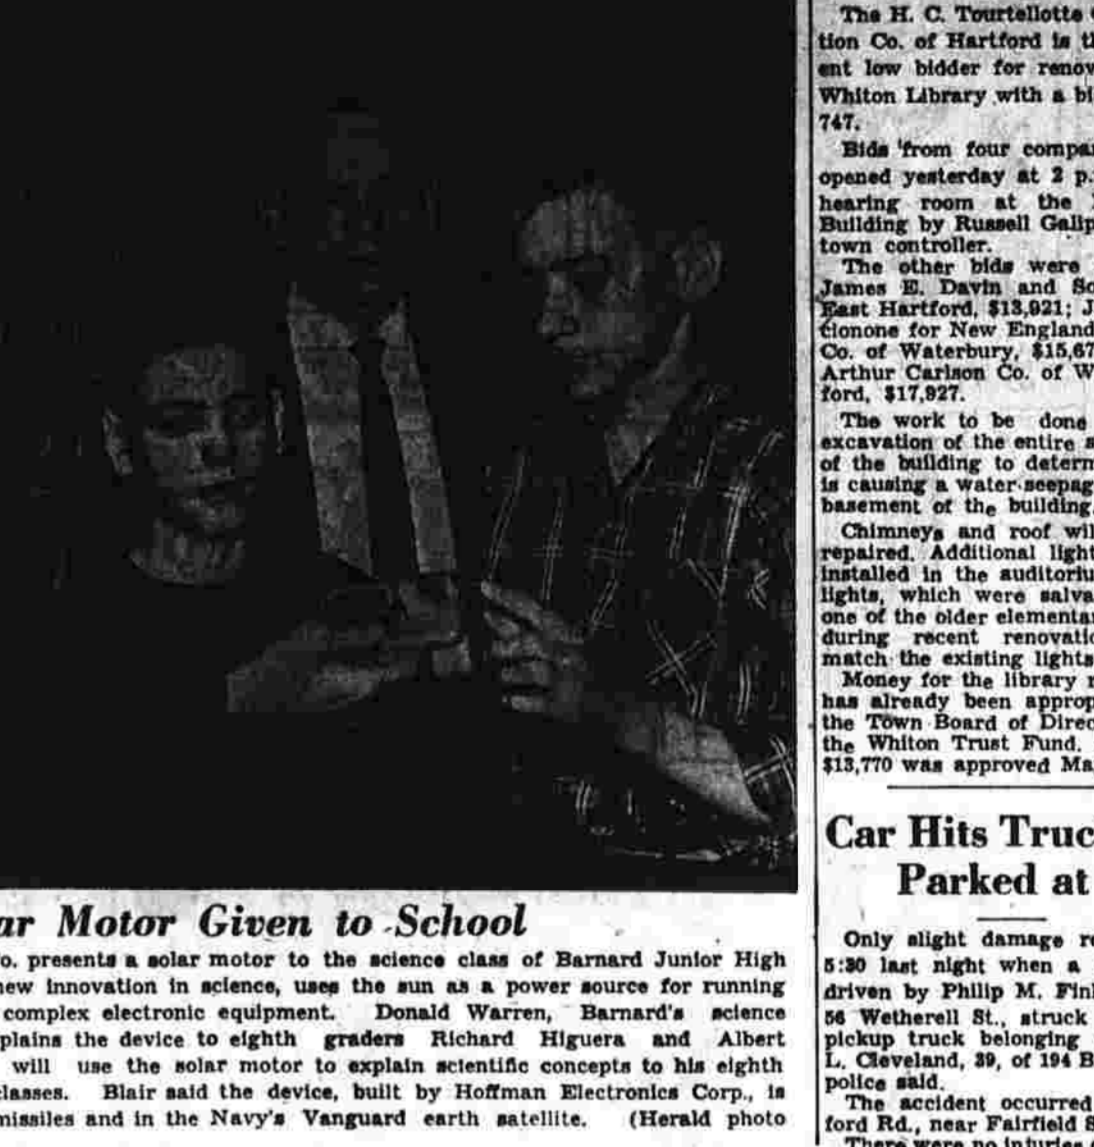 ar Motor Given to School
o. presents a solar motor to the science class of Barnard Junior High
new innovation in science, uses the sun as a power source for running
complex electronic equipment. Donald Warren, Barnard's science
plains the device to eighth graders Richard Higuera and Albert
will use the solar motor to explain scientific concepts to his eighth
classes. Blair said the device, built by Hoffman Electronics Corp., is
missiles and in the Navy's Vanguard earth satellite. (Herald photo
The H. C. Tourtellotte
tion Co. of Hartford is th
ent low bidder for renov
Whiton Library with a bi
747.
Bids from four compan
opened yesterday at 2 p.
hearing room at the
Building by Russell Galip
town controller.
The other bids were
James E. Davin and So
East Hartford, $13,921; J
cionone for New England
Co. of Waterbury, $15,67
Arthur Carlson Co. of W
ford, $17,927.
The work to be done
excavation of the entire s
of the building to determ
is causing a water seepag
basement of the building.
Chimneys and roof wil
repaired. Additional light
installed in the auditoriu
lights, which were salva
one of the older elementar
during recent renovatio
match the existing lights
Money for the library r
has already been approp
the Town Board of Direc
the Whiton Trust Fund.
$13,770 was approved Ma
Car Hits Truc
Parked at
Only slight damage re
5:30 last night when a
driven by Philip M. Fin
56 Wetherell St., struck
pickup truck belonging
L. Cleveland, 39, of 194 B
police said.
The accident occurred
ford Rd., near Fairfield S
There were no injuries